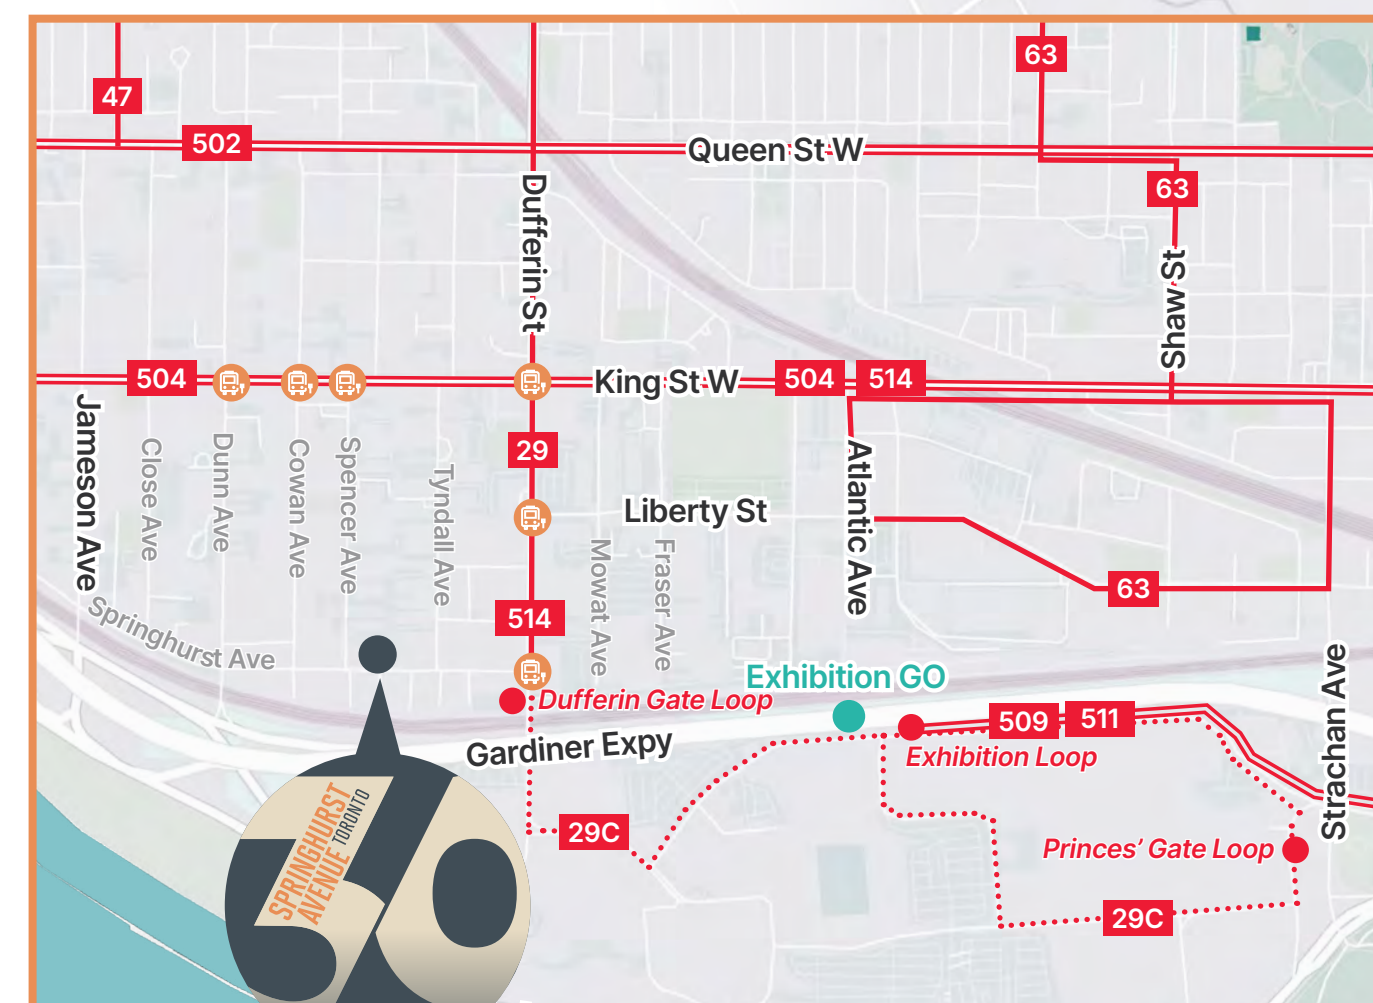 63
47
502
Queen St W
63
Dufferin St
Shaw St
504
King St W
504
514
Jameson Ave
Close Ave
Dunn Ave
Cowan Ave
Spencer Ave
Tyndall Ave
29
Liberty St
Atlantic Ave
Mowat Ave
Fraser Ave
63
514
Springhurst Ave
Exhibition GO
Dufferin Gate Loop
Strachan Ave
509
511
Gardiner Expy
Exhibition Loop
29C
Princes' Gate Loop
29C
SPRINGHURST
AVENUE TORONTO
50